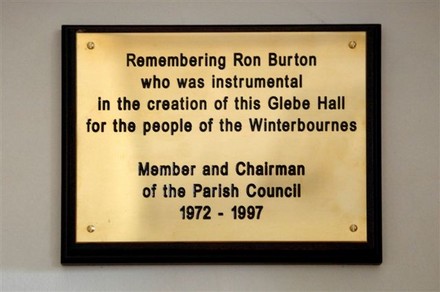 Remembering Ron Burton
who was instrumental
in the creation of this Glebe Hall
for the people of the Winterbournes
Member and Chairman
of the Parish Council
1972 - 1997